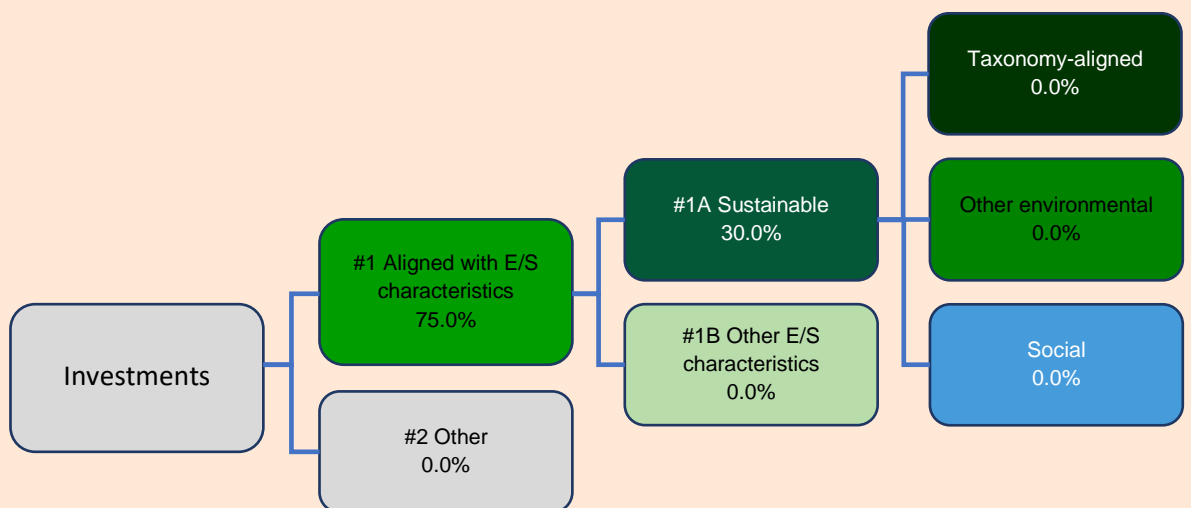 Investments
#1 Aligned with E/S
characteristics
75.0%
#2 Other
0.0%
#1A Sustainable
30.0%
#1B Other E/S
characteristics
0.0%
Taxonomy-aligned
0.0%
Other environmental
0.0%
Social
0.0%